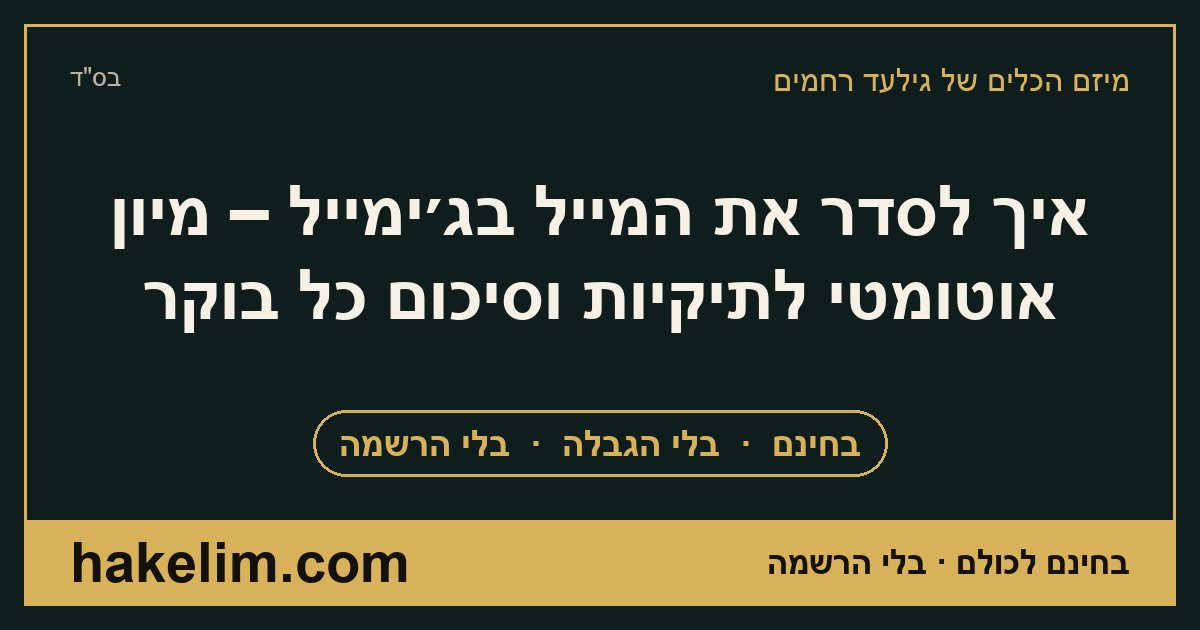 מיזם הכלים של גילעד רחמים
בס"ד
איך לסדר את המייל בג׳ימייל – מיון
אוטומטי לתיקיות וסיכום כל בוקר
בחינם · בלי הגבלה · בלי הרשמה
בחינם לכולם · בלי הרשמה
hakelim.com